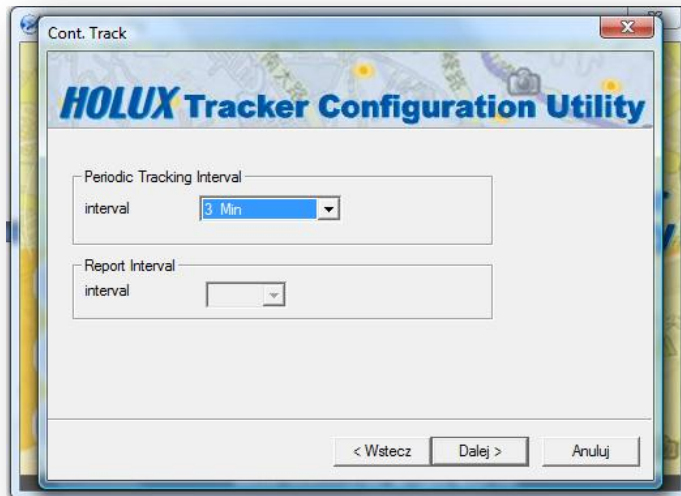 Cont. Track
HOLUX Tracker Configuration Utility
Periodic Tracking Interval
interval
3 Min
Report Interval
interval
< Wstecz
Dalej >
Anuluj